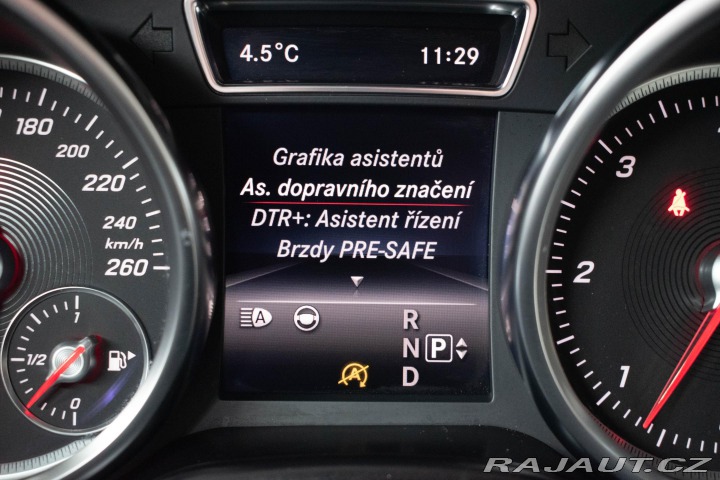 4.5°C 11:29
180
200
220
240
km/h
260
1
1/2
0
Grafika asistentů
As. dopravního značení
DTR+: Asistent řízení
Brzdy PRE-SAFE
A
R
N P
D
A
3
2
1
RAJAUT.CZ